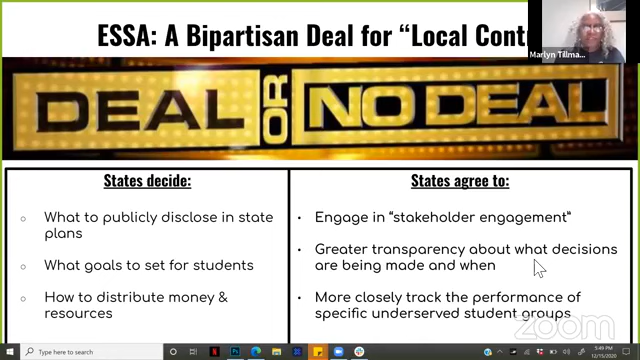 ESSA: A Bipartisan Deal for “Local Contr
Marlyn Tillma...
DEAL OR NO DEAL
States decide:
○ What to publicly disclose in state
plans
○ What goals to set for students
○ How to distribute money &
resources
States agree to:
• Engage in “stakeholder engagement”
• Greater transparency about what decisions
are being made and when
• More closely track the performance of
specific underserved student groups
zoom
Type here to search
5:49 PM
12/15/2020